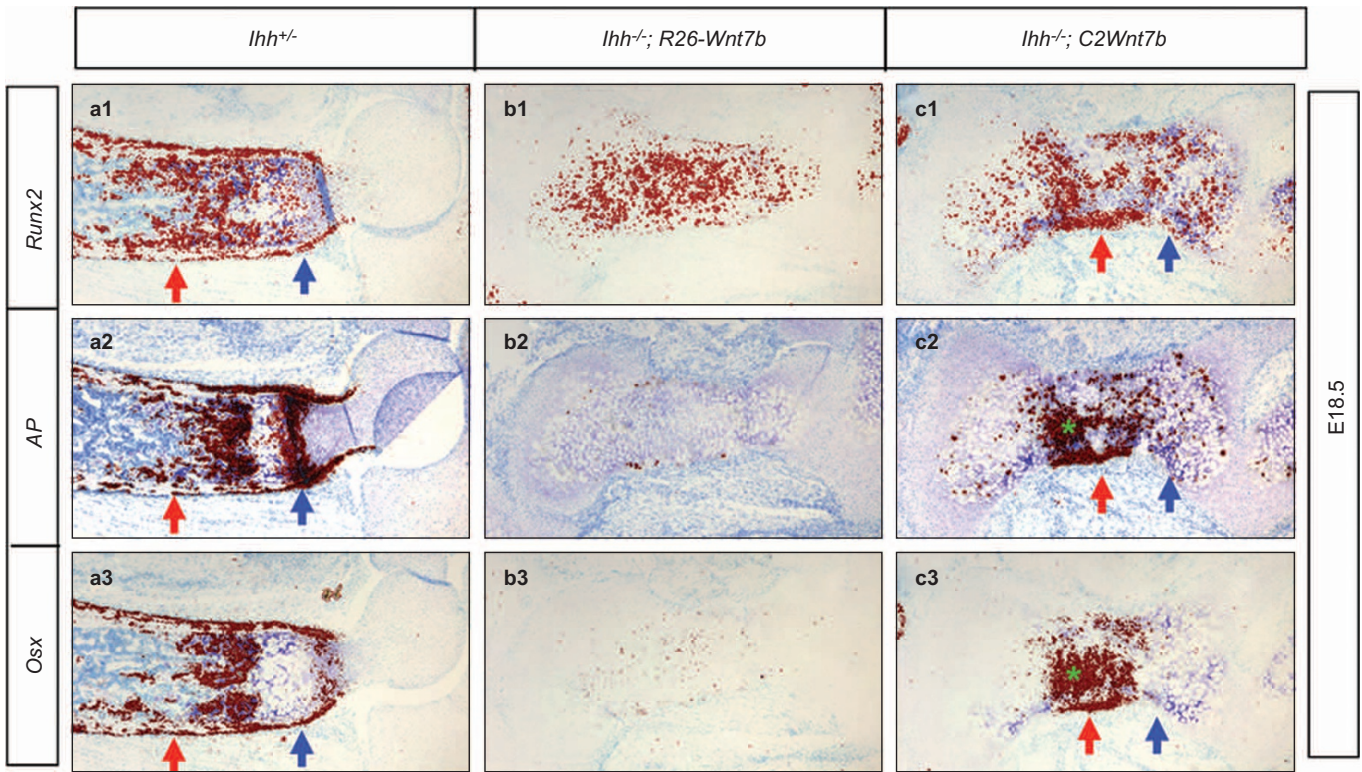 Ihh+/-
Ihh-/-; R26-Wnt7b
Ihh-/-; C2Wnt7b
Runx2
a1
b1
c1
AP
a2
b2
c2
*
Osx
a3
b3
c3
*
E18.5